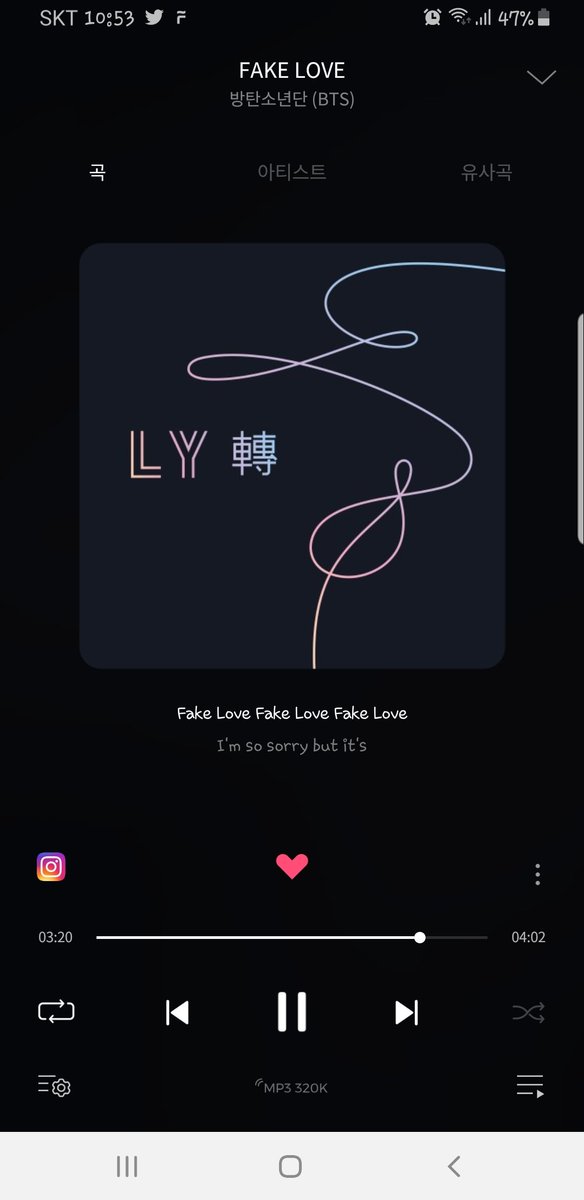 SKT 10:53 47%
FAKE LOVE
방탄소년단 (BTS)
곡 아티스트 유사곡
LY 轉
Fake Love Fake Love Fake Love
I'm so sorry but it's
03:20 04:02
MP3 320K